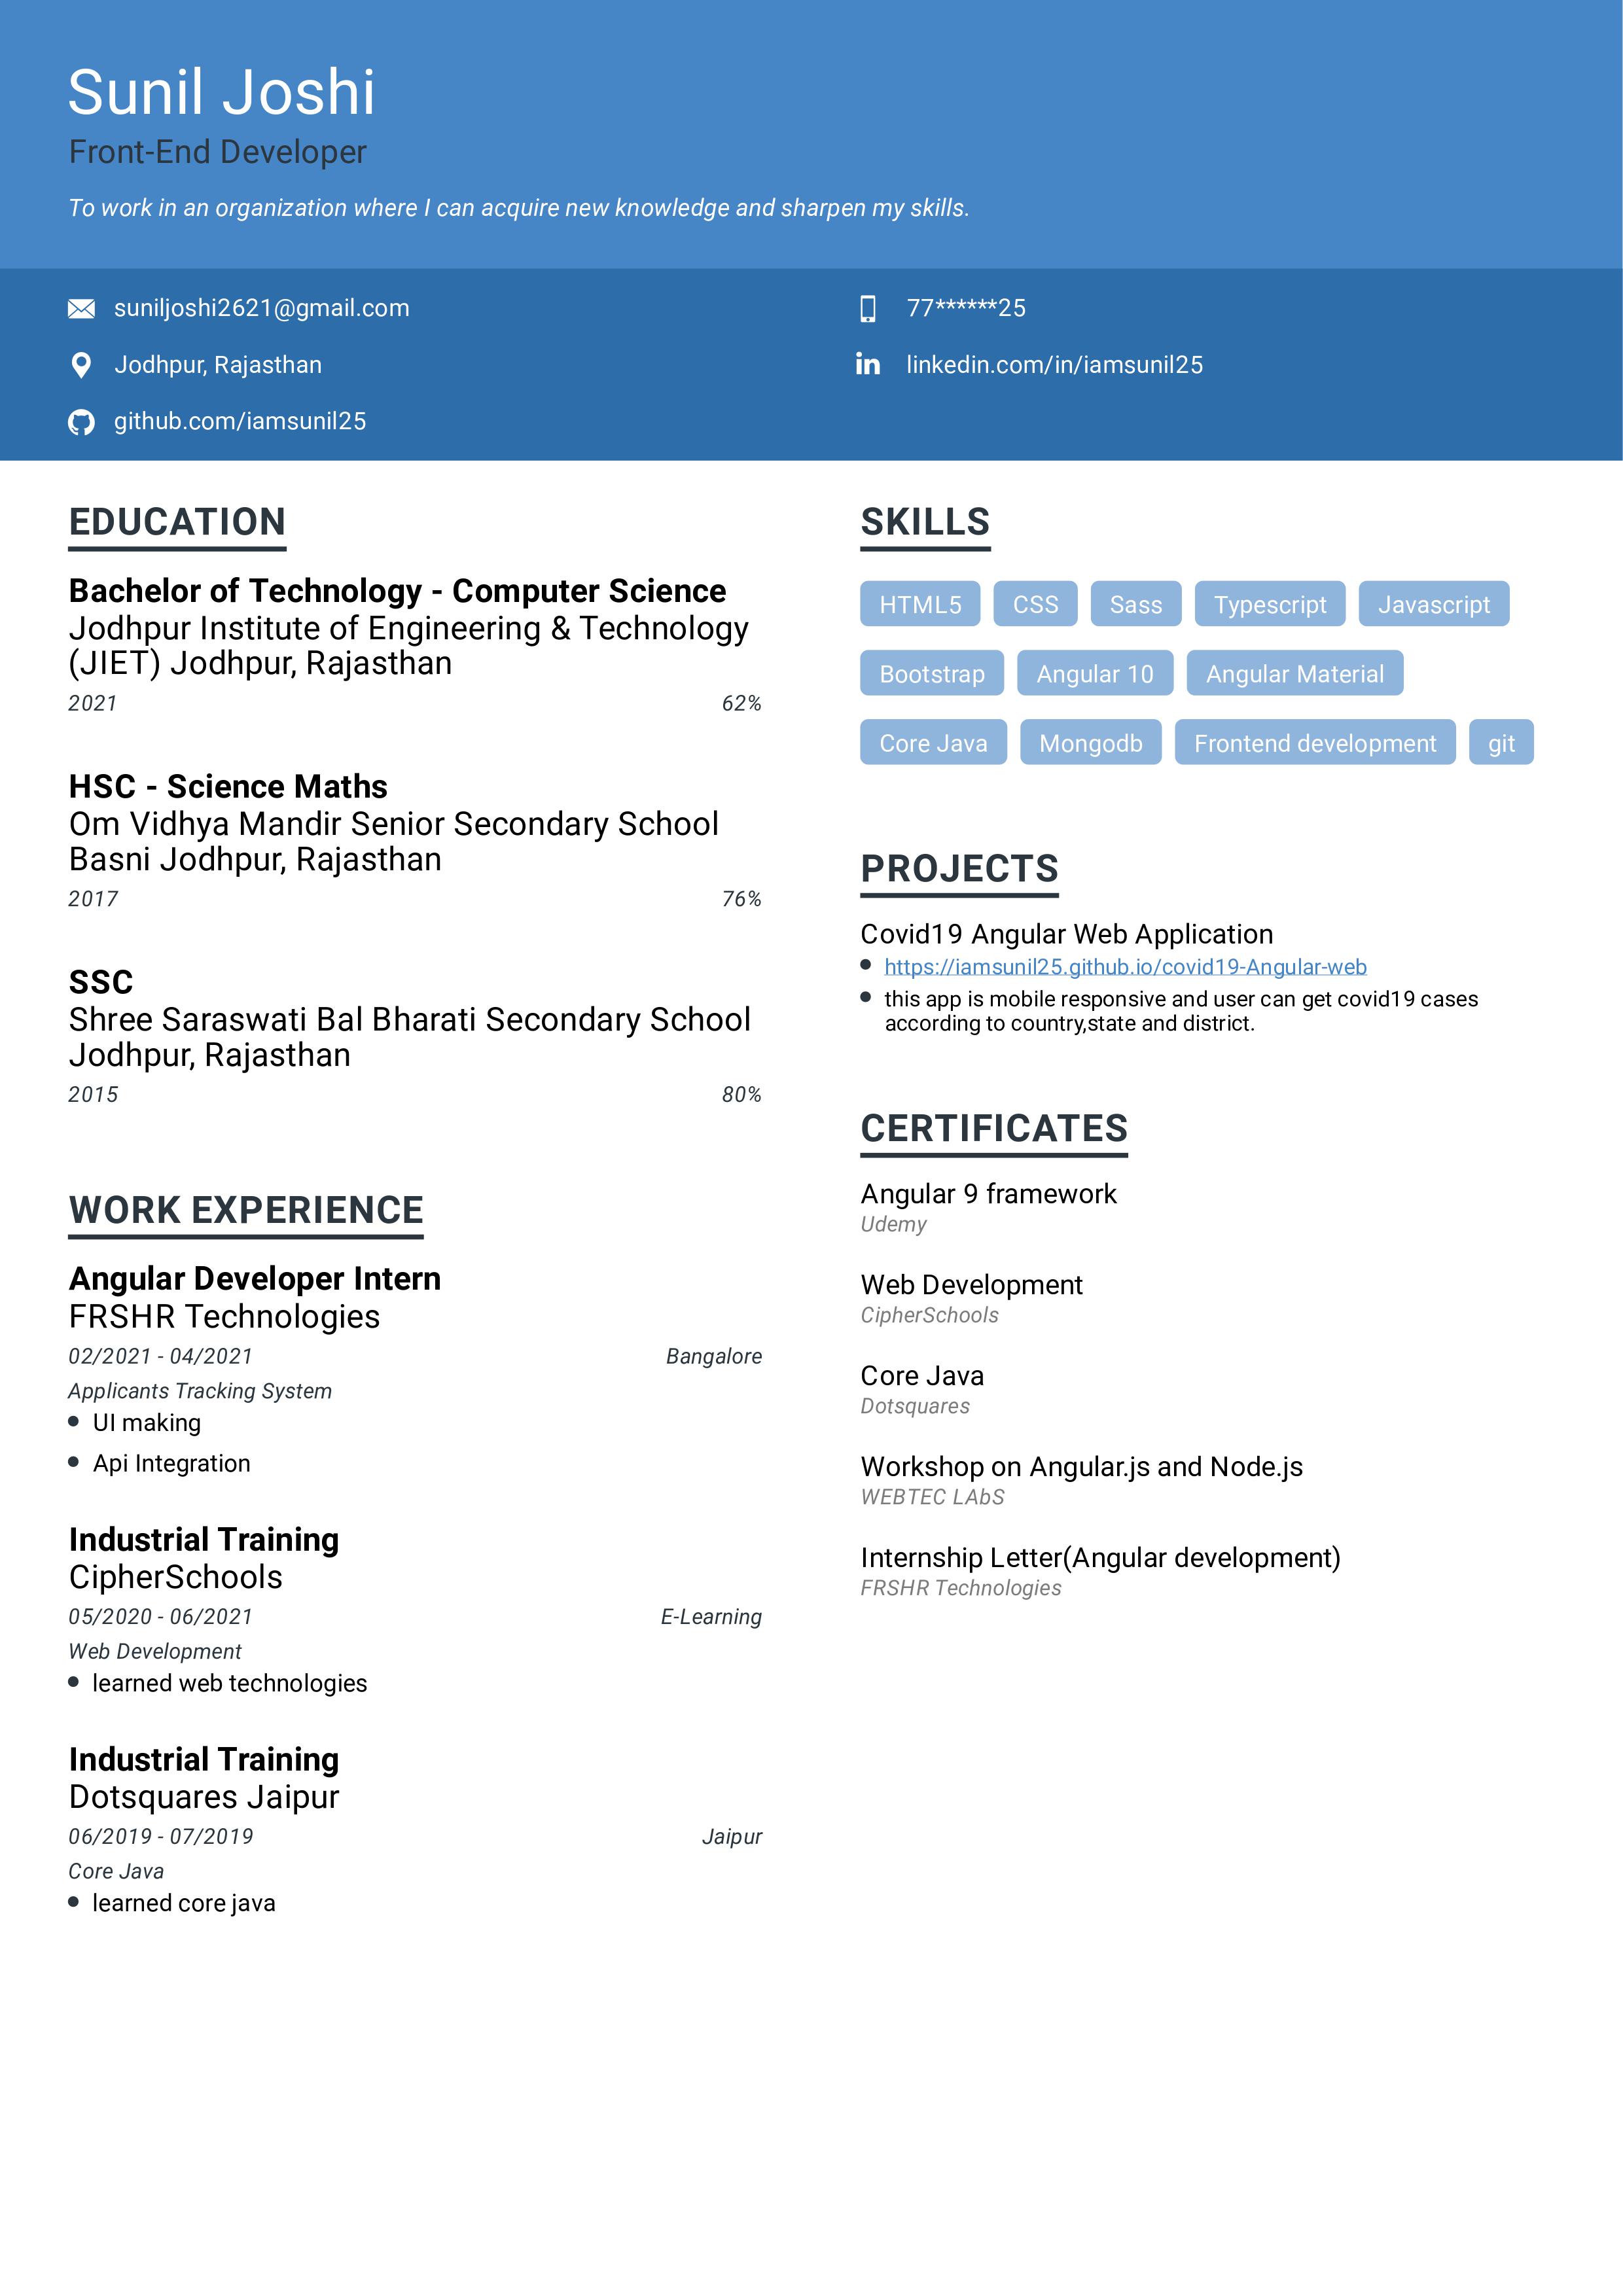 Sunil Joshi
Front-End Developer
To work in an organization where I can acquire new knowledge and sharpen my skills.
suniljoshi2621@gmail.com
77******25
Jodhpur, Rajasthan
linkedin.com/in/iamsunil25
github.com/iamsunil25
EDUCATION
Bachelor of Technology - Computer Science
Jodhpur Institute of Engineering & Technology
(JIET) Jodhpur, Rajasthan
2021 62%
HSC - Science Maths
Om Vidhya Mandir Senior Secondary School
Basni Jodhpur, Rajasthan
2017 76%
SSC
Shree Saraswati Bal Bharati Secondary School
Jodhpur, Rajasthan
2015 80%
WORK EXPERIENCE
Angular Developer Intern
FRSHR Technologies
02/2021 - 04/2021 Bangalore
Applicants Tracking System
UI making
Api Integration
Industrial Training
CipherSchools
05/2020 - 06/2021 E-Learning
Web Development
learned web technologies
Industrial Training
Dotsquares Jaipur
06/2019 - 07/2019 Jaipur
Core Java
learned core java
SKILLS
HTML5 CSS Sass Typescript Javascript
Bootstrap Angular 10 Angular Material
Core Java Mongodb Frontend development git
PROJECTS
Covid19 Angular Web Application
https://iamsunil25.github.io/covid19-Angular-web
this app is mobile responsive and user can get covid19 cases
according to country,state and district.
CERTIFICATES
Angular 9 framework
Udemy
Web Development
CipherSchools
Core Java
Dotsquares
Workshop on Angular.js and Node.js
WEBTEC LAbS
Internship Letter(Angular development)
FRSHR Technologies